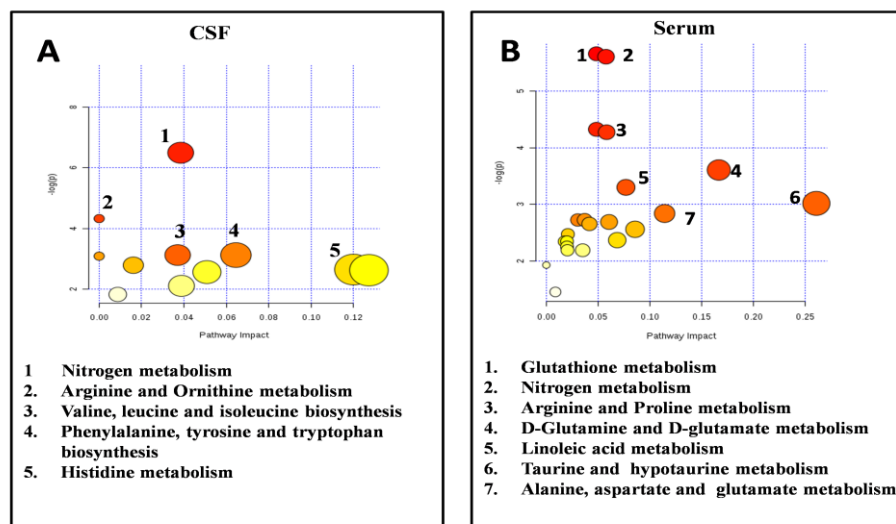 CSF
A
8
6
4
2
-log(p)
1
2
3
4
5
0.00 0.02 0.04 0.06 0.08 0.10 0.12
Pathway Impact
1 Nitrogen metabolism
2. Arginine and Ornithine metabolism
3. Valine, leucine and isoleucine biosynthesis
4 Phenylalanine, tyrosine and tryptophan
biosynthesis
5. Histidine metabolism
Serum
B
5
4
3
2
-log(p)
1 2
3
4
5
6
7
0.00 0.05 0.10 0.15 0.20 0.25
Pathway Impact
1. Glutathione metabolism
2. Nitrogen metabolism
3. Arginine and Proline metabolism
4. D-Glutamine and D-glutamate metabolism
5. Linoleic acid metabolism
6. Taurine and hypotaurine metabolism
7. Alanine, aspartate and glutamate metabolism